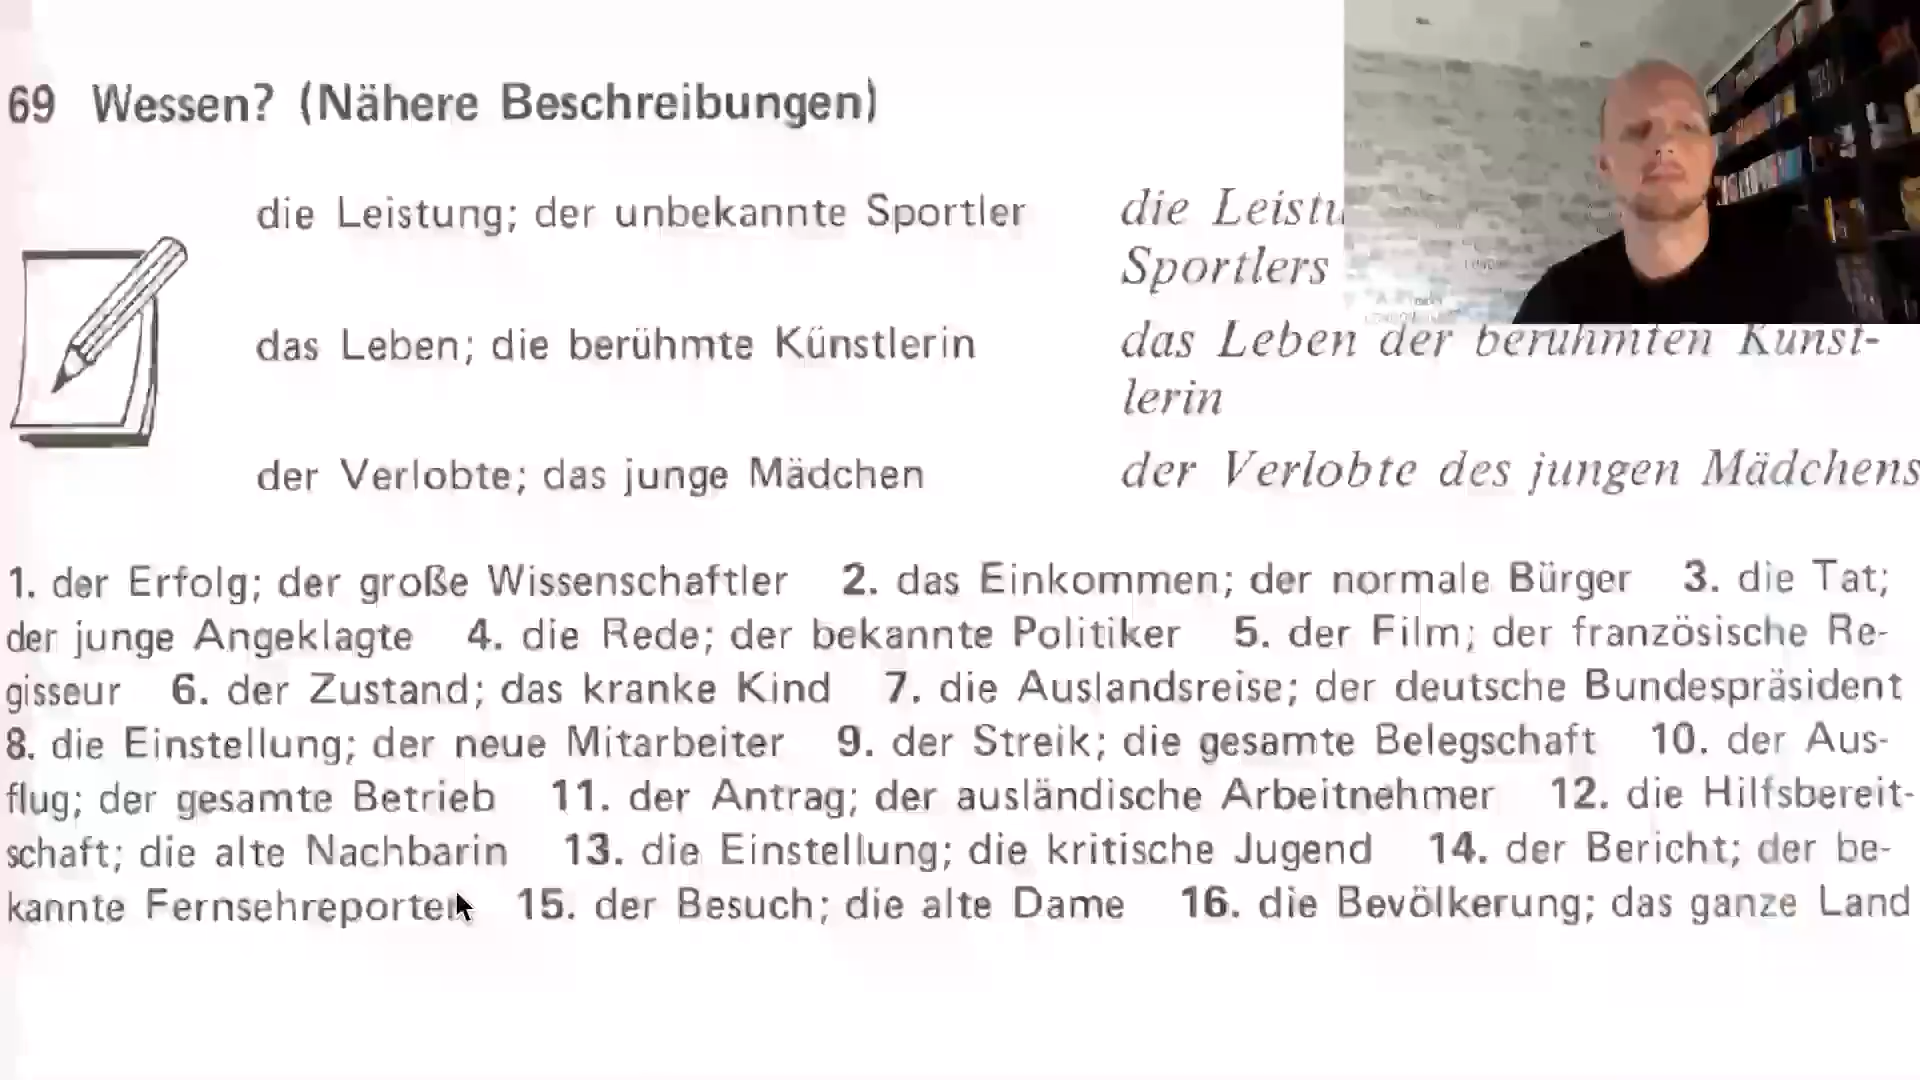 69 Wessen? (Nähere Beschreibungen)
die Leistung; der unbekannte Sportler
die
Sportlers
das Leben; die berühmte Künstlerin
das Leben der berühmten Künst-
lerin
der Verlobte; das junge Mädchen
der Verlobte des jungen Mädchens
1. der Erfolg; der große Wissenschaftler 2. das Einkommen; der normale Bürger 3. die Tat;
der junge Angeklagte 4. die Rede; der bekannte Politiker 5. der Film; der französische Re-
gisseur 6. der Zustand; das kranke Kind 7. die Auslandsreise; der deutsche Bundespräsident
8. die Einstellung; der neue Mitarbeiter 9. der Streik; die gesamte Belegschaft 10. der Aus-
flug; der gesamte Betrieb 11. der Antrag; der ausländische Arbeitnehmer 12. die Hilfsbereit-
schaft; die alte Nachbarin 13. die Einstellung; die kritische Jugend 14. der Bericht; der be-
kannte Fernsehreporter 15. der Besuch; die alte Dame 16. die Bevölkerung; das ganze Land